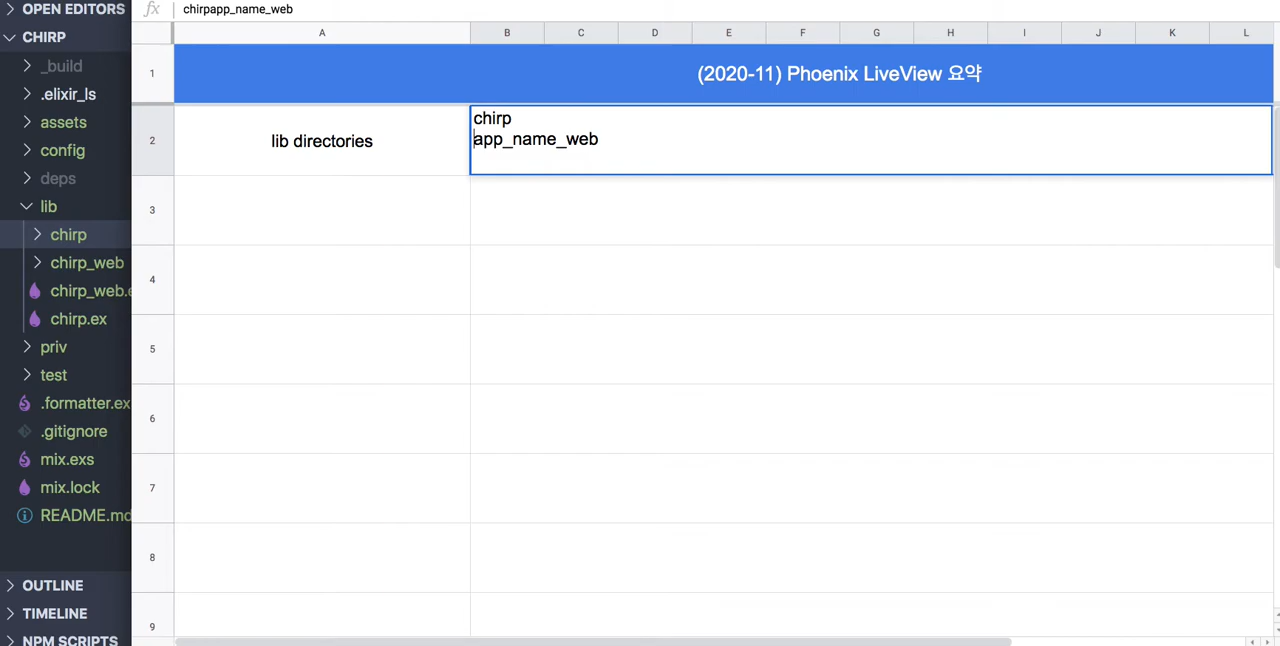 OPEN EDITORS
CHIRP
_build
.elixir_ls
assets
config
deps
lib
chirp
chirp_web
chirp_web.e
chirp.ex
priv
test
.formatter.ex
.gitignore
mix.exs
mix.lock
README.md
OUTLINE
TIMELINE
NPM SCRIPTS
fx chirpapp_name_web
A B C D E F G H I J K L
1 (2020-11) Phoenix LiveView 요약
2 lib directories chirp
app_name_web
3
4
5
6
7
8
9